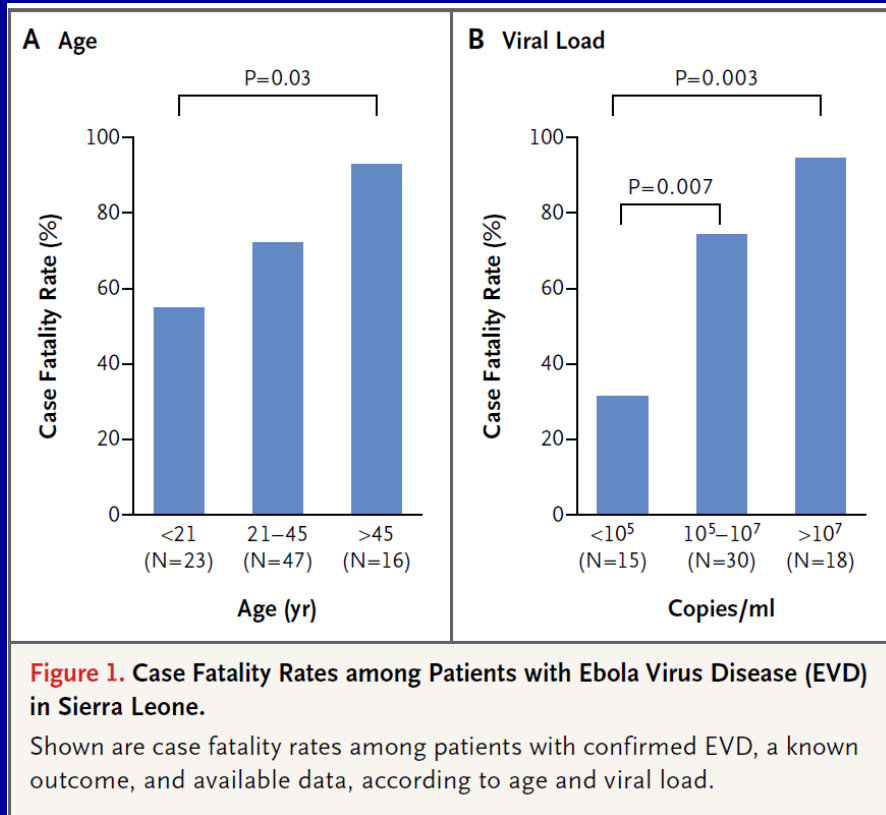 A Age
P=0.03
Case Fatality Rate (%)
100
80
60
40
20
0
<21 21–45 >45
(N=23) (N=47) (N=16)
Age (yr)
B Viral Load
P=0.003
P=0.007
Case Fatality Rate (%)
100
80
60
40
20
0
<10⁵ 10⁵–10⁷ >10⁷
(N=15) (N=30) (N=18)
Copies/ml
Figure 1. Case Fatality Rates among Patients with Ebola Virus Disease (EVD)
in Sierra Leone.
Shown are case fatality rates among patients with confirmed EVD, a known
outcome, and available data, according to age and viral load.